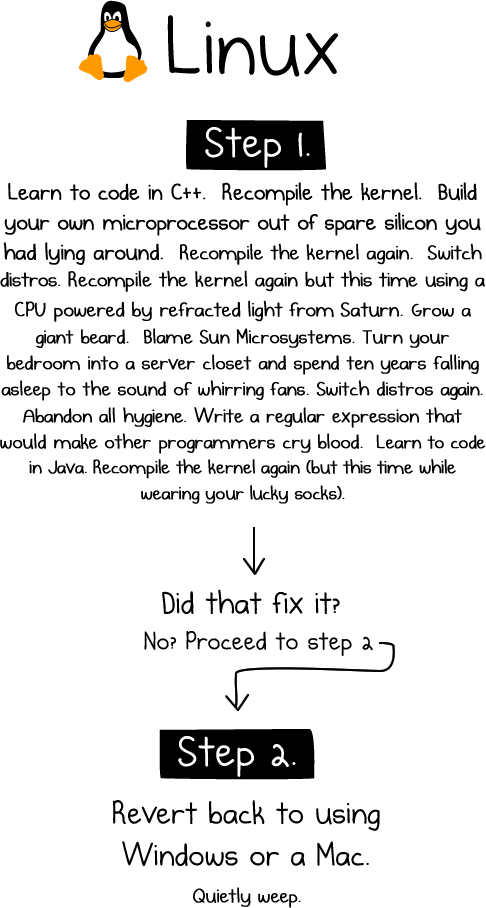 Linux
Step 1.
Learn to code in C++. Recompile the kernel. Build
your own microprocessor out of spare silicon you
had lying around. Recompile the kernel again. Switch
distros. Recompile the kernel again but this time using a
CPU powered by refracted light from Saturn. Grow a
giant beard. Blame Sun Microsystems. Turn your
bedroom into a server closet and spend ten years falling
asleep to the sound of whirring fans. Switch distros again.
Abandon all hygiene. Write a regular expression that
would make other programmers cry blood. Learn to code
in Java. Recompile the kernel again (but this time while
wearing your lucky socks).
Did that fix it?
No? Proceed to step 2
Step 2.
Revert back to using
Windows or a Mac.
Quietly weep.